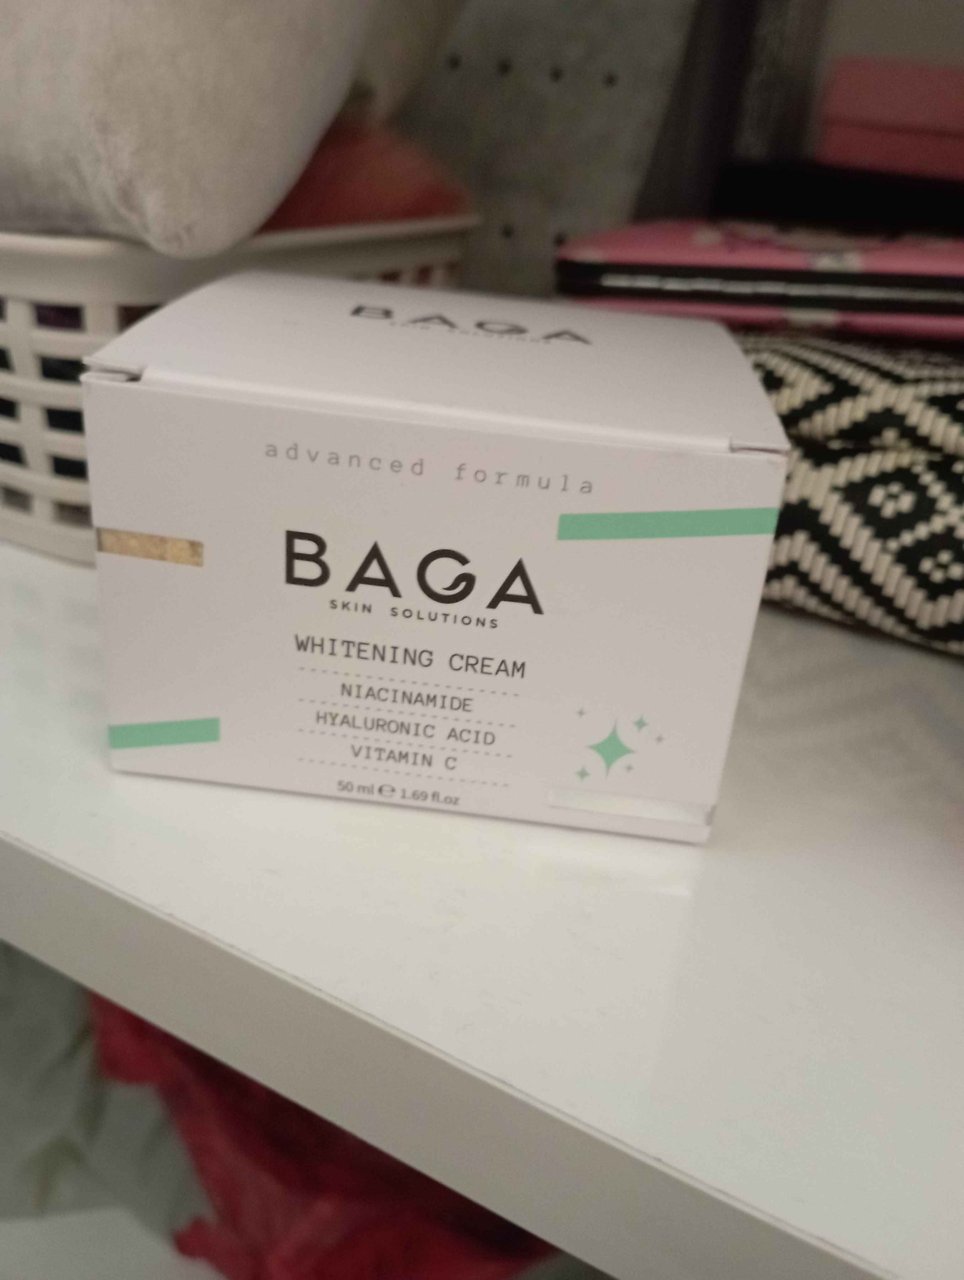 BAGA
advanced formula
BAGA
SKIN SOLUTIONS
WHITENING CREAM
NIACINAMIDE
HYALURONIC ACID
VITAMIN C
50 ml ℮ 1.69 fl.oz